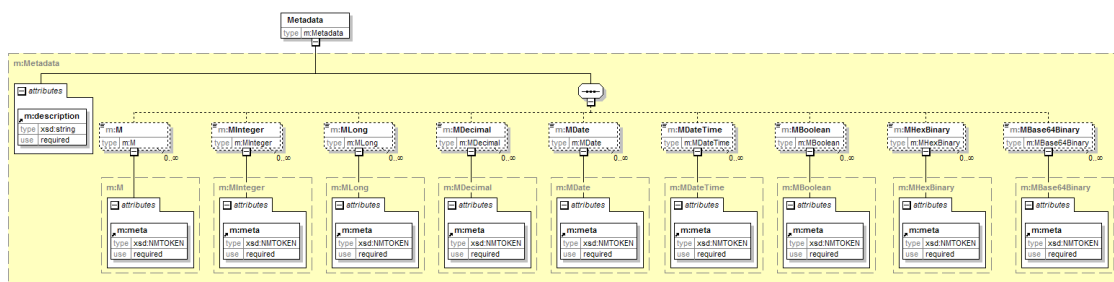 Metadata
type m:Metadata
m:Metadata
attributes
m:description
type xsd:string
use required
m:M
type m:M
0..∞
m:MInteger
type m:MInteger
0..∞
m:MLong
type m:MLong
0..∞
m:MDecimal
type m:MDecimal
0..∞
m:MDate
type m:MDate
0..∞
m:MDateTime
type m:MDateTime
0..∞
m:MBoolean
type m:MBoolean
0..∞
m:MHexBinary
type m:MHexBinary
0..∞
m:MBase64Binary
type m:MBase64Binary
0..∞
m:M
attributes
m:meta
type xsd:NMTOKEN
use required
m:MInteger
attributes
m:meta
type xsd:NMTOKEN
use required
m:MLong
attributes
m:meta
type xsd:NMTOKEN
use required
m:MDecimal
attributes
m:meta
type xsd:NMTOKEN
use required
m:MDate
attributes
m:meta
type xsd:NMTOKEN
use required
m:MDateTime
attributes
m:meta
type xsd:NMTOKEN
use required
m:MBoolean
attributes
m:meta
type xsd:NMTOKEN
use required
m:MHexBinary
attributes
m:meta
type xsd:NMTOKEN
use required
m:MBase64Binary
attributes
m:meta
type xsd:NMTOKEN
use required